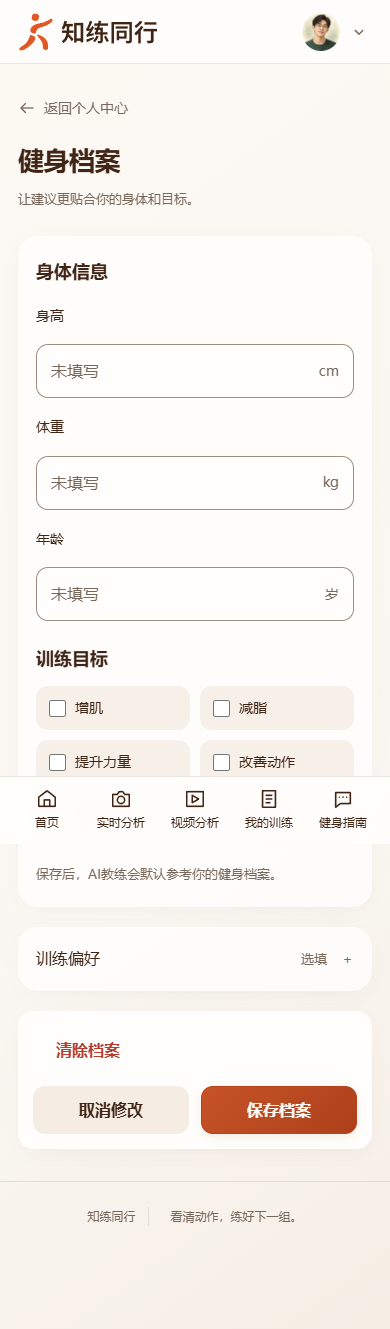 知练同行
返回个人中心
健身档案
让建议更贴合你的身体和目标。
身体信息
身高
未填写 cm
体重
未填写 kg
年龄
未填写 岁
训练目标
增肌 减脂
提升力量 改善动作
首页 实时分析 视频分析 我的训练 健身指南
保存后，AI教练会默认参考你的健身档案。
训练偏好 选填 +
清除档案
取消修改 保存档案
知练同行 看清动作，练好下一组。